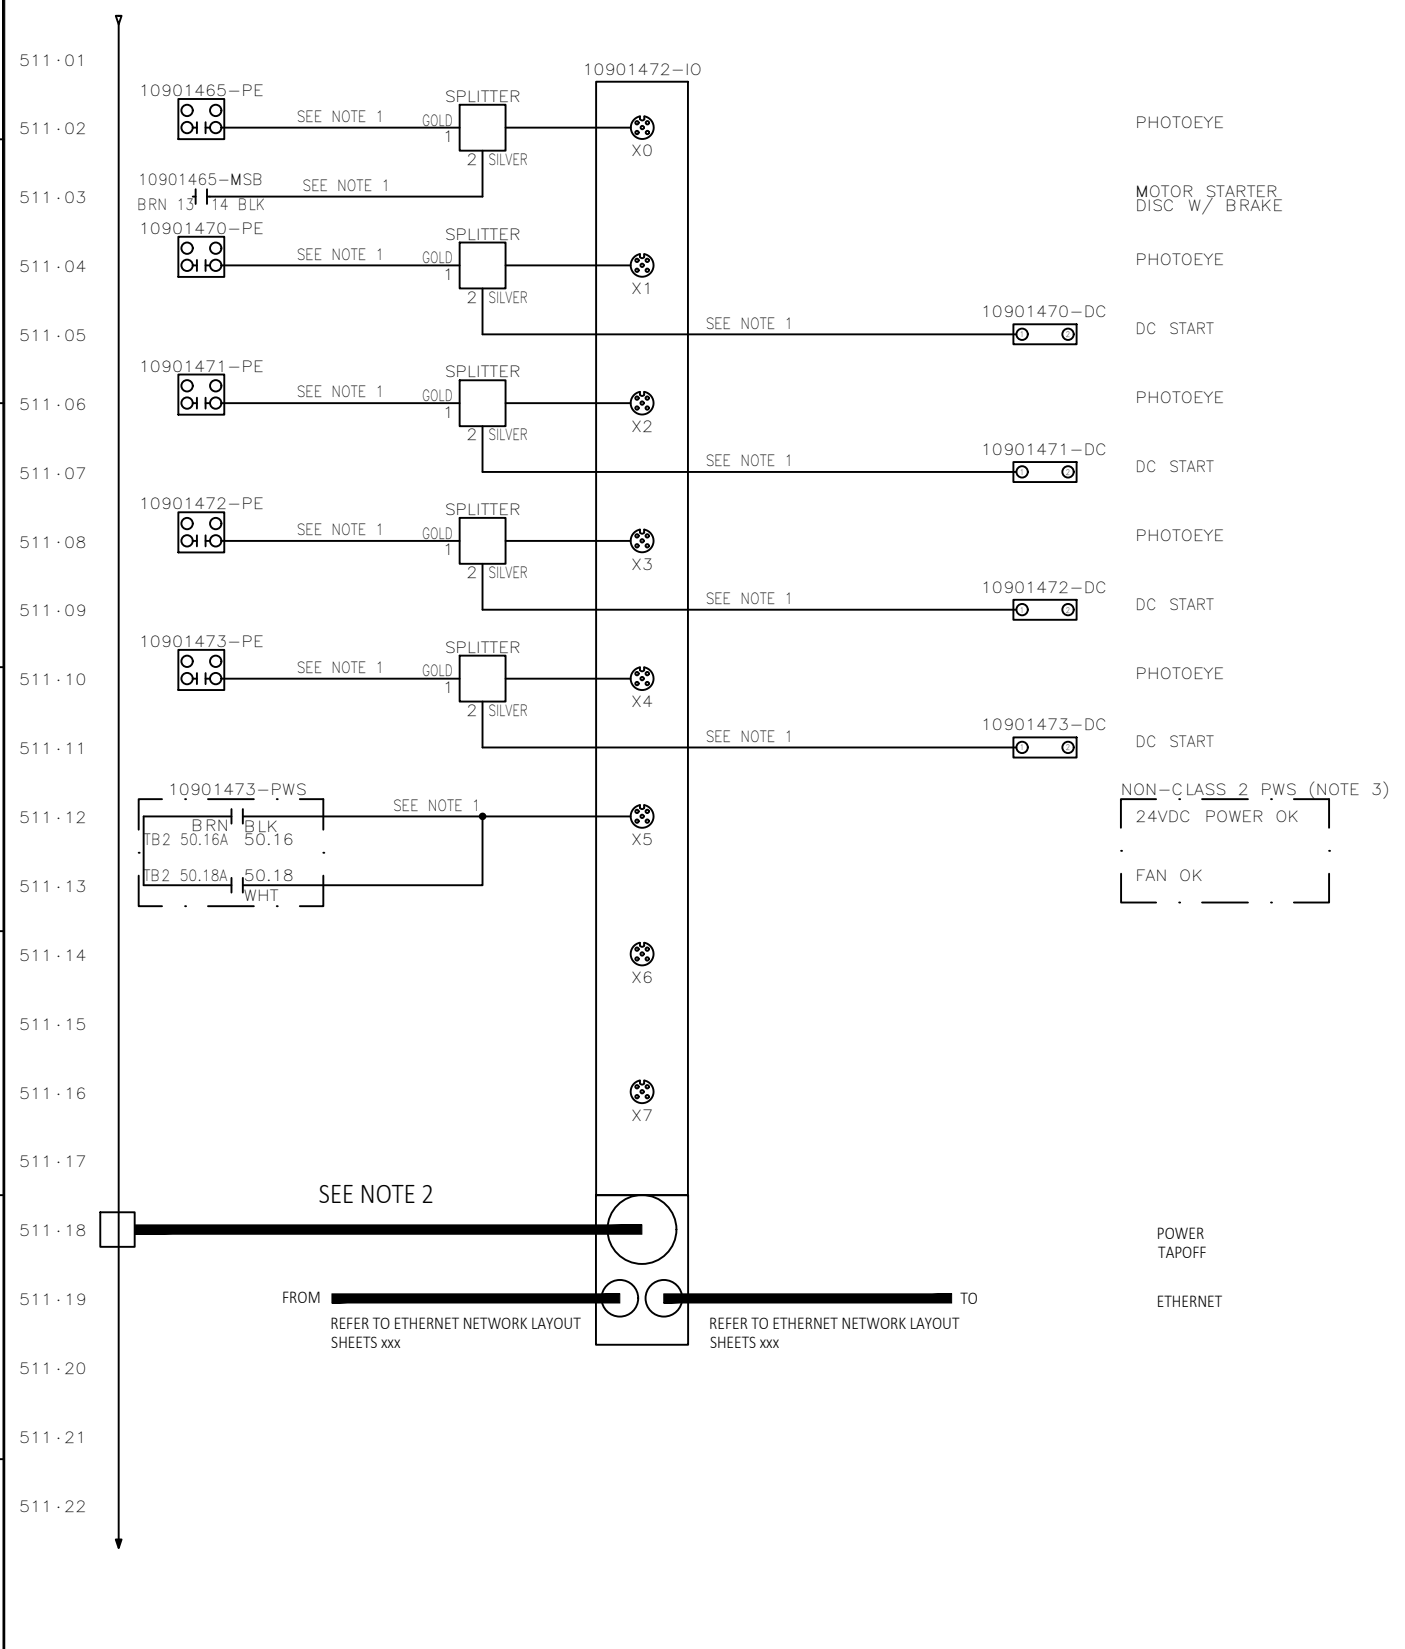 511·01
10901472-IO
10901465-PE
SPLITTER
511·02
SEE NOTE 1
GOLD
1
X0
PHOTOEYE
2 SILVER
511·03
10901465-MSB
SEE NOTE 1
BRN 13 14 BLK
MOTOR STARTER
DISC W/ BRAKE
10901470-PE
SPLITTER
511·04
SEE NOTE 1
GOLD
1
X1
PHOTOEYE
2 SILVER
511·05
SEE NOTE 1
10901470-DC
1 2
DC START
10901471-PE
SPLITTER
511·06
SEE NOTE 1
GOLD
1
X2
PHOTOEYE
2 SILVER
511·07
SEE NOTE 1
10901471-DC
1 2
DC START
10901472-PE
SPLITTER
511·08
SEE NOTE 1
GOLD
1
X3
PHOTOEYE
2 SILVER
511·09
SEE NOTE 1
10901472-DC
1 2
DC START
10901473-PE
SPLITTER
511·10
SEE NOTE 1
GOLD
1
X4
PHOTOEYE
2 SILVER
511·11
SEE NOTE 1
10901473-DC
1 2
DC START
10901473-PWS
NON-CLASS 2 PWS (NOTE 3)
511·12
SEE NOTE 1
BRN BLK
TB2 50.16A 50.16
X5
24VDC POWER OK
511·13
TB2 50.18A 50.18
WHT
FAN OK
511·14
X6
511·15
511·16
X7
511·17
SEE NOTE 2
511·18
POWER
TAPOFF
511·19
FROM
TO
ETHERNET
REFER TO ETHERNET NETWORK LAYOUT
SHEETS xxx
REFER TO ETHERNET NETWORK LAYOUT
SHEETS xxx
511·20
511·21
511·22